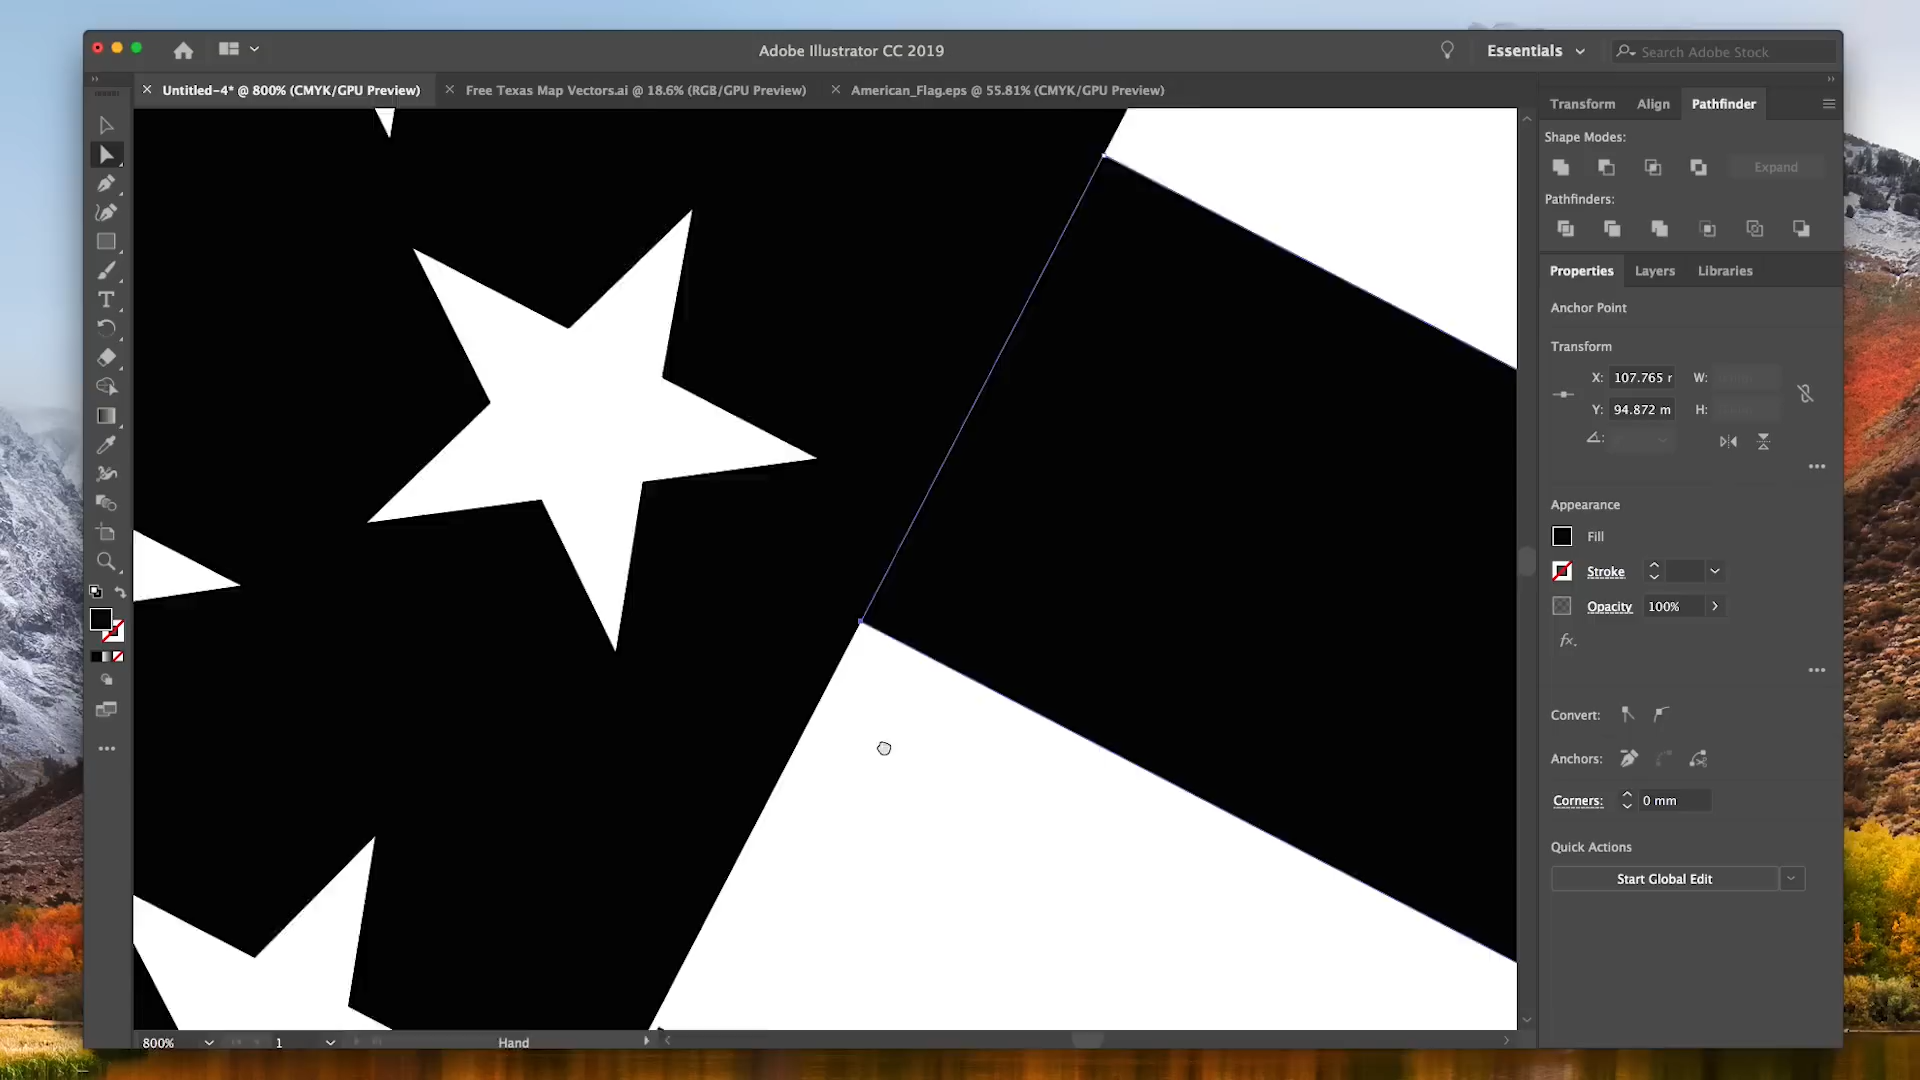 Adobe Illustrator CC 2019
Essentials
Search Adobe Stock
Untitled-4* @ 800% (CMYK/GPU Preview)
Free Texas Map Vectors.ai @ 18.6% (RGB/GPU Preview)
American_Flag.eps @ 55.81% (CMYK/GPU Preview)
Transform Align Pathfinder
Shape Modes:
Expand
Pathfinders:
Properties Layers Libraries
Anchor Point
Transform
X: 107.765 r W:
Y: 94.872 m H:
Appearance
Fill
Stroke
Opacity 100%
fx.
Convert:
Anchors:
Corners: 0 mm
Quick Actions
Start Global Edit
800% 1 Hand